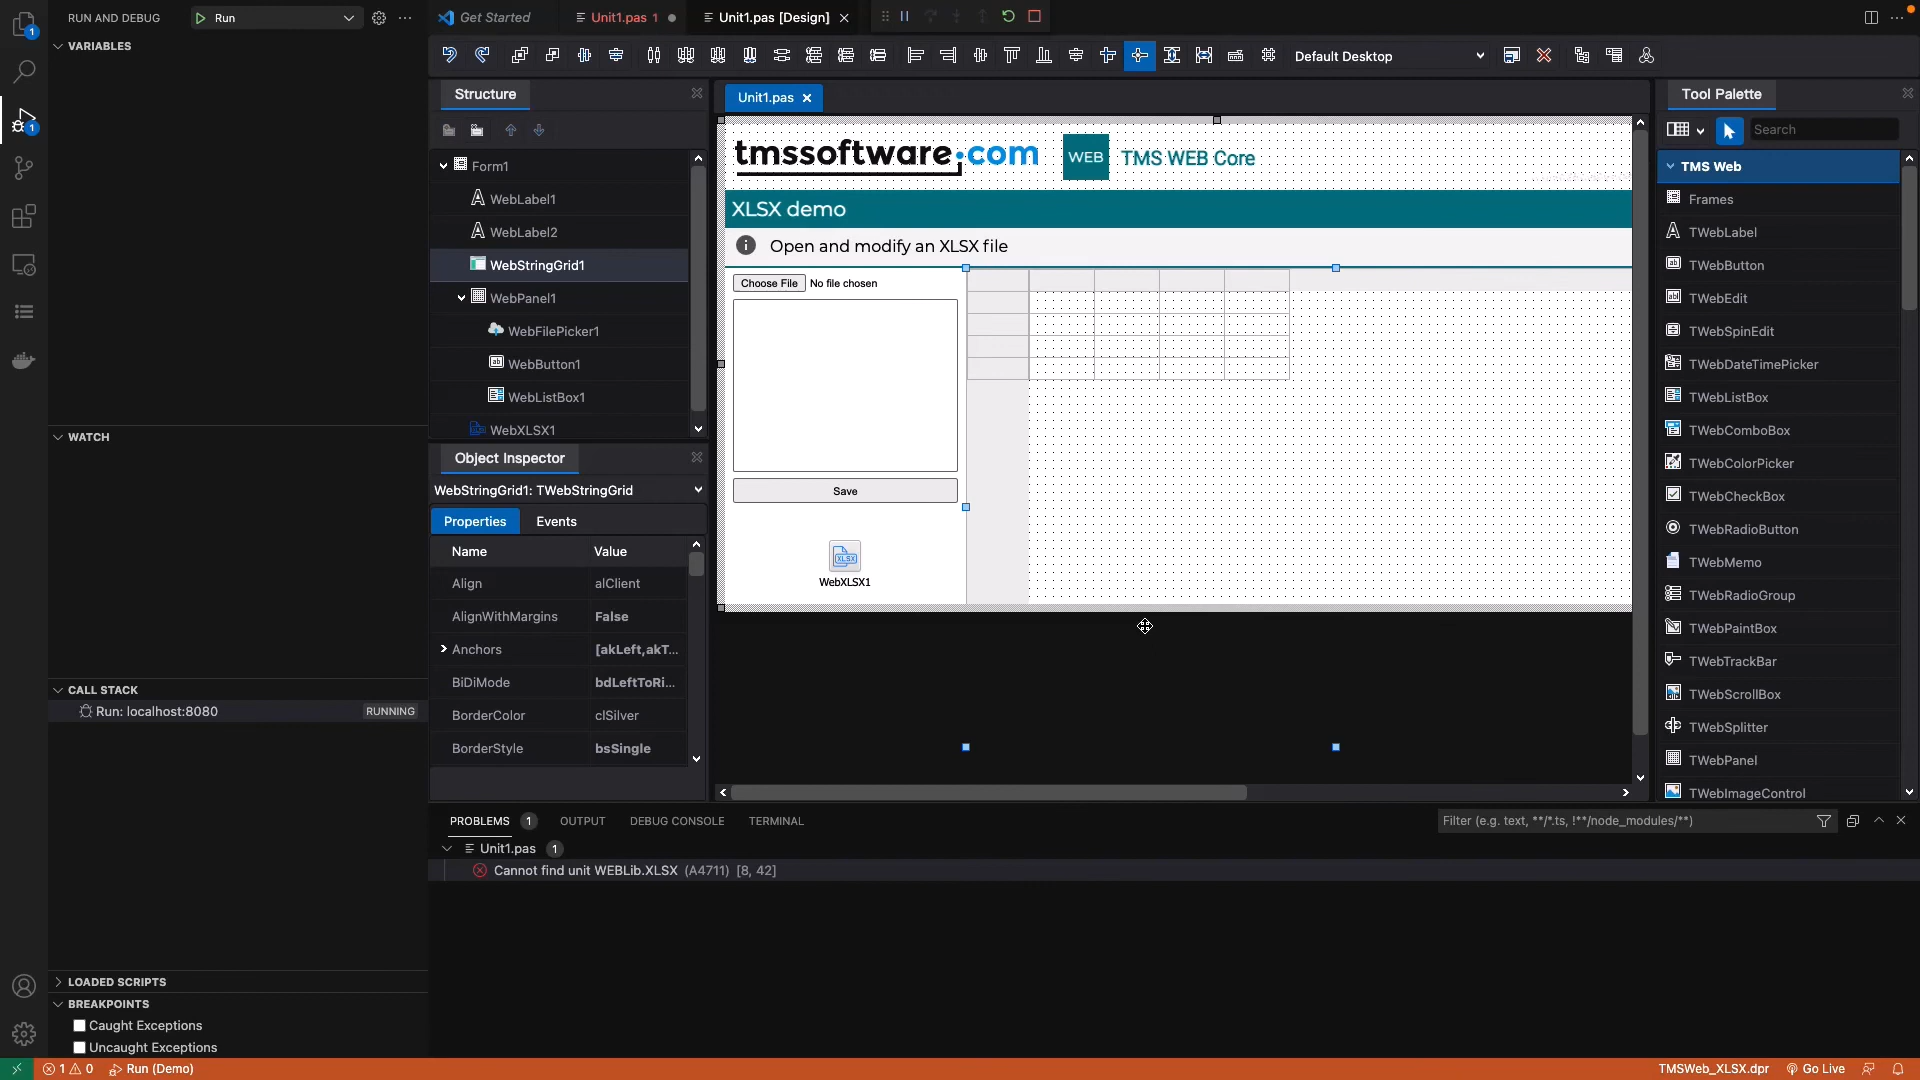 RUN AND DEBUG
Run
Get Started
Unit1.pas 1
Unit1.pas [Design]
VARIABLES
WATCH
CALL STACK
Run: localhost:8080
RUNNING
LOADED SCRIPTS
BREAKPOINTS
Caught Exceptions
Uncaught Exceptions
Default Desktop
Structure
Form1
WebLabel1
WebLabel2
WebStringGrid1
WebPanel1
WebFilePicker1
WebButton1
WebListBox1
WebXLSX1
Object Inspector
WebStringGrid1: TWebStringGrid
Properties
Events
Name Value
Align alClient
AlignWithMargins False
Anchors [akLeft,akT...
BiDiMode bdLeftToRi...
BorderColor clSilver
BorderStyle bsSingle
Unit1.pas
tmssoftware.com
WEB
TMS WEB Core
XLSX demo
Open and modify an XLSX file
Choose File No file chosen
Save
XLSX
WebXLSX1
Tool Palette
Search
TMS Web
Frames
TWebLabel
TWebButton
TWebEdit
TWebSpinEdit
TWebDateTimePicker
TWebListBox
TWebComboBox
TWebColorPicker
TWebCheckBox
TWebRadioButton
TWebMemo
TWebRadioGroup
TWebPaintBox
TWebTrackBar
TWebScrollBox
TWebSplitter
TWebPanel
TWebImageControl
PROBLEMS 1
OUTPUT
DEBUG CONSOLE
TERMINAL
Filter (e.g. text, **/*.ts, !**/node_modules/**)
Unit1.pas 1
Cannot find unit WEBLib.XLSX (A4711) [8, 42]
1 0
Run (Demo)
TMSWeb_XLSX.dpr
Go Live